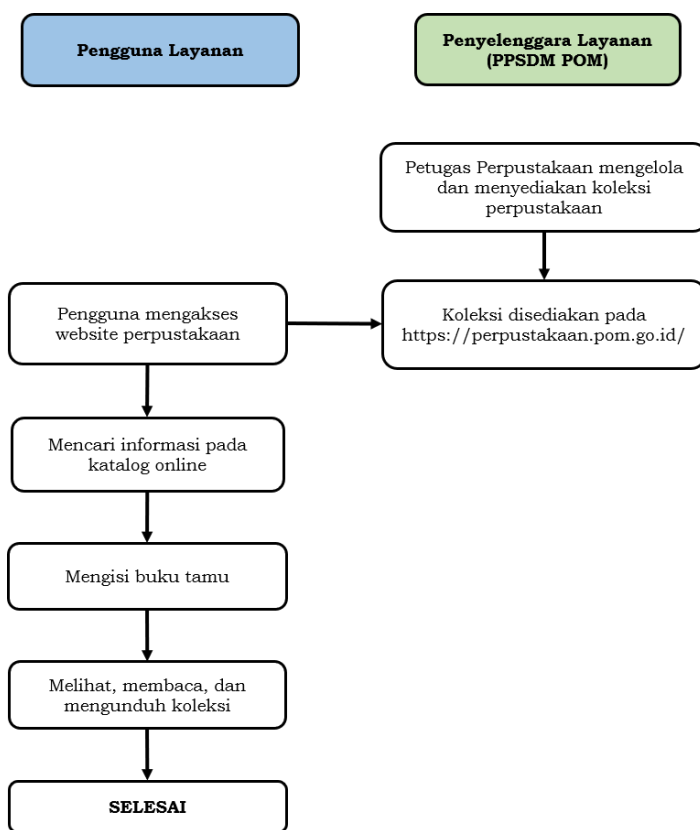 Pengguna Layanan
Penyelenggara Layanan
(PPSDM POM)
Petugas Perpustakaan mengelola
dan menyediakan koleksi
perpustakaan
Pengguna mengakses
website perpustakaan
Koleksi disediakan pada
https://perpustakaan.pom.go.id/
Mencari informasi pada
katalog online
Mengisi buku tamu
Melihat, membaca, dan
mengunduh koleksi
SELESAI